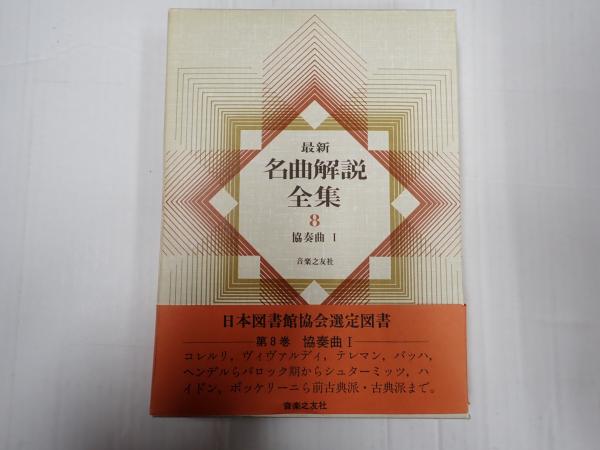 最新
名曲解説
全集
8
協奏曲 I
音楽之友社
日本図書館協会選定図書
第8巻 協奏曲 I
コレルリ，ヴィヴァルディ，テレマン，バッハ，
ヘンデルらバロック期からシュターミッツ，ハ
イドン，ボッケリーニら前古典派・古典派まで。
音楽之友社